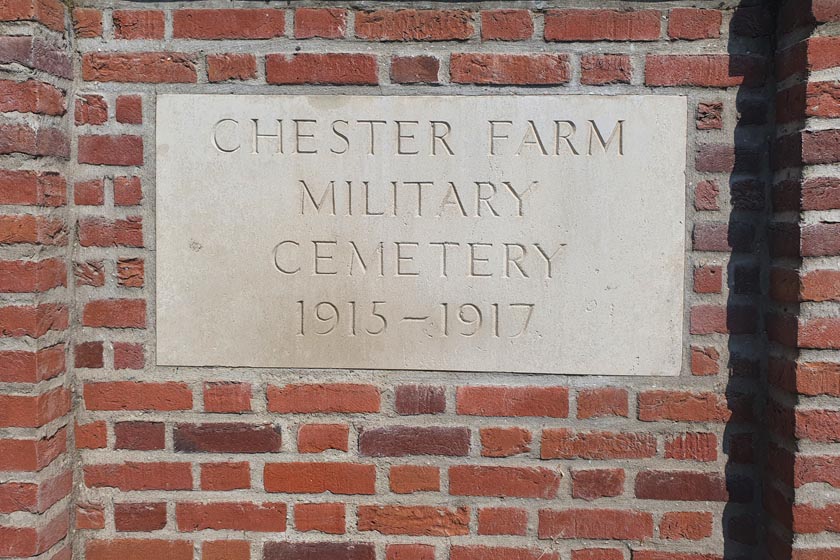 CHESTER FARM
MILITARY
CEMETERY
1915 – 1917